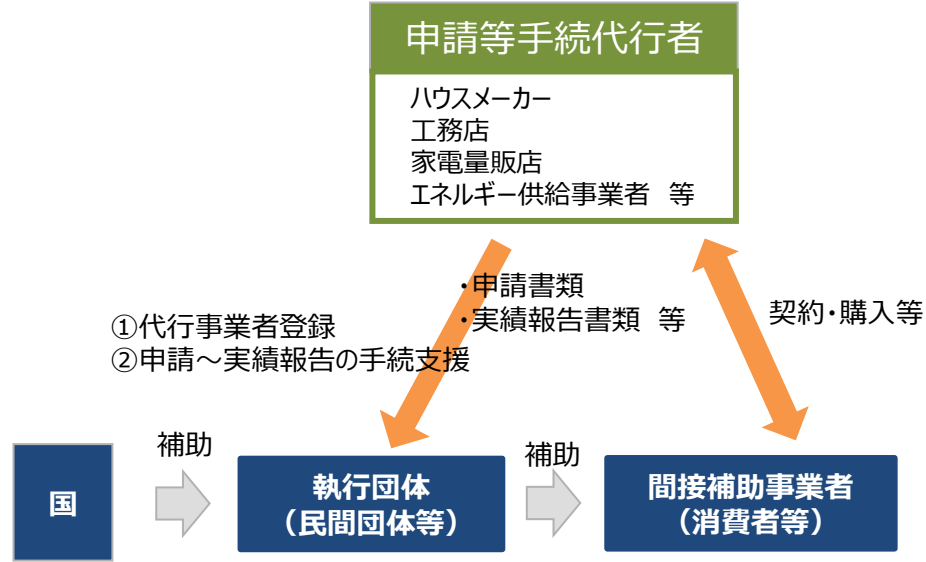 申請等手続代行者
ハウスメーカー
工務店
家電量販店
エネルギー供給事業者 等
・申請書類
・実績報告書類 等
契約・購入等
①代行事業者登録
②申請～実績報告の手続支援
補助
補助
国
執行団体
（民間団体等）
間接補助事業者
（消費者等）